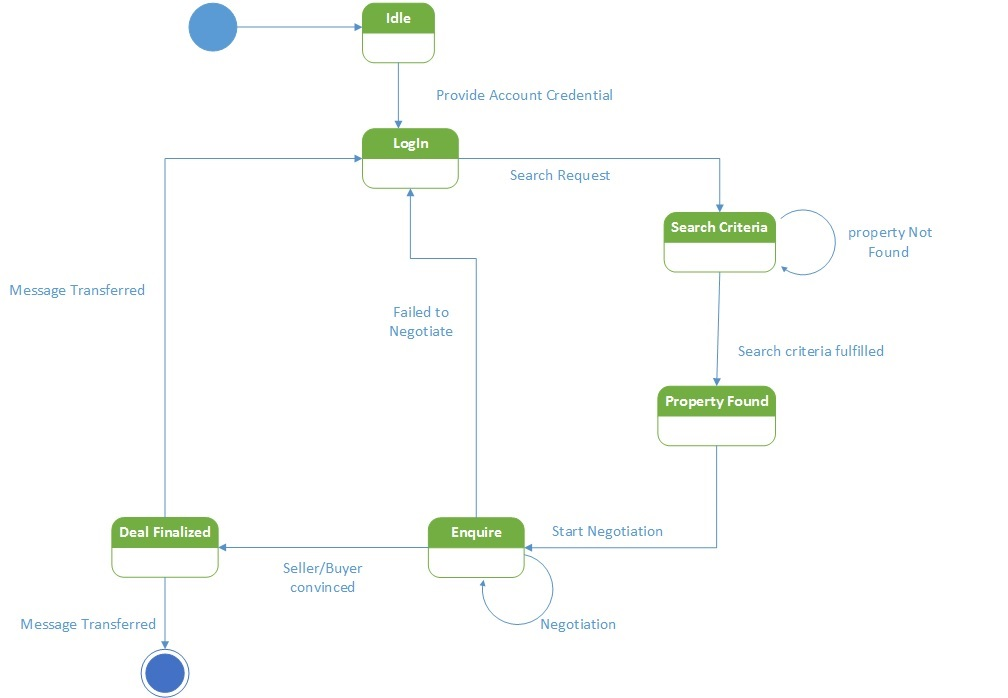 Idle
Provide Account Credential
LogIn
Search Request
Search Criteria
property Not
Found
Message Transferred
Failed to
Negotiate
Search criteria fulfilled
Property Found
Deal Finalized
Enquire
Start Negotiation
Seller/Buyer
convinced
Message Transferred
Negotiation